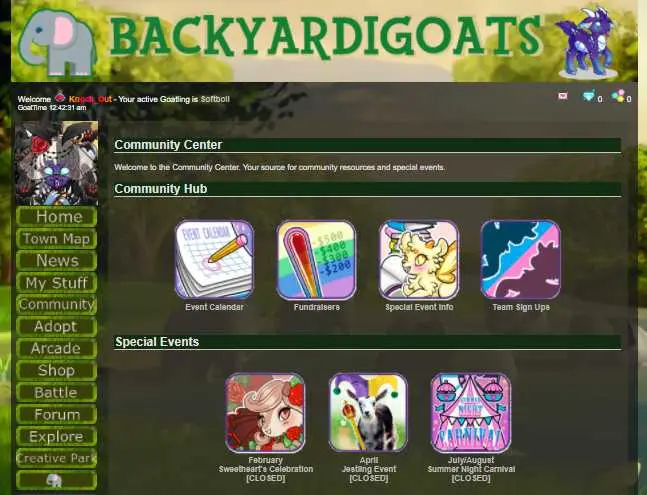 BACKYARDIGOATS
Welcome Knock_Out - Your active Goatling is Softboil
GoatTime 12:42:31 am
0 0
Community Center
Welcome to the Community Center. Your source for community resources and special events.
Community Hub
EVENT CALENDAR
-$500
-$400
-$300
-$200
Event Calendar
Fundraisers
Special Event Info
Team Sign Ups
Special Events
SUMMER
NIGHT
CARNIVAL
February
Sweetheart's Celebration
[CLOSED]
April
Jestling Event
[CLOSED]
July/August
Summer Night Carnival
[CLOSED]
Home
Town Map
News
My Stuff
Community
Adopt
Arcade
Shop
Battle
Forum
Explore
Creative Park